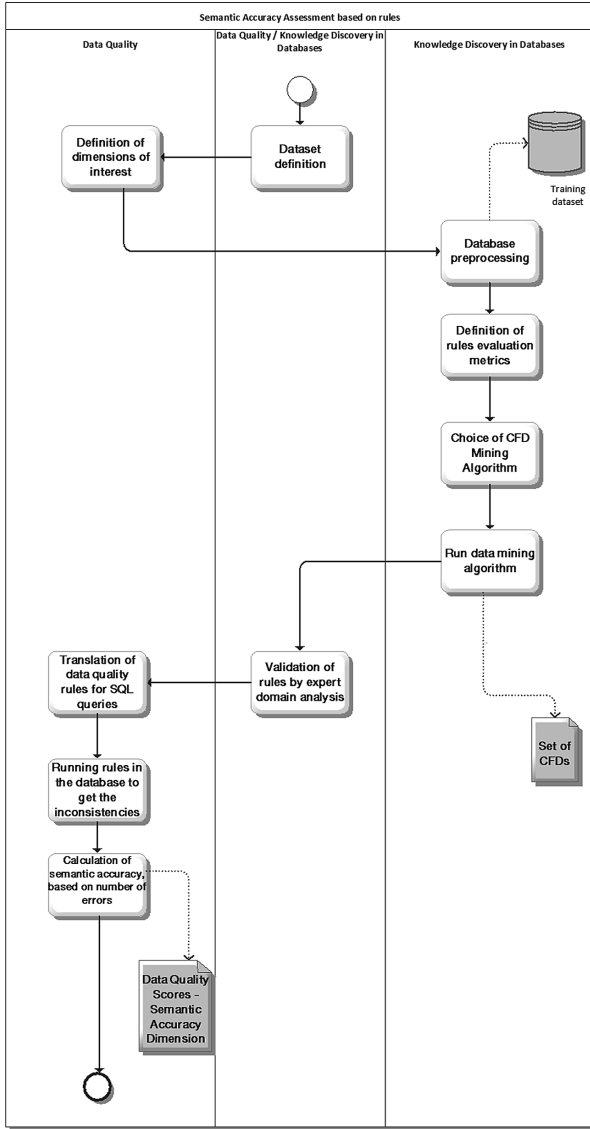 Semantic Accuracy Assessment based on rules
Data Quality
Data Quality / Knowledge Discovery in
Databases
Knowledge Discovery in Databases
Definition of
dimensions of
interest
Dataset
definition
Training
dataset
Database
preprocessing
Definition of
rules evaluation
metrics
Choice of CFD
Mining
Algorithm
Run data mining
algorithm
Translation of
data quality
rules for SQL
queries
Validation of
rules by expert
domain analysis
Set of
CFDs
Running rules in
the database to
get the
inconsistencies
Calculation of
semantic accuracy,
based on number of
errors
Data Quality
Scores -
Semantic
Accuracy
Dimension